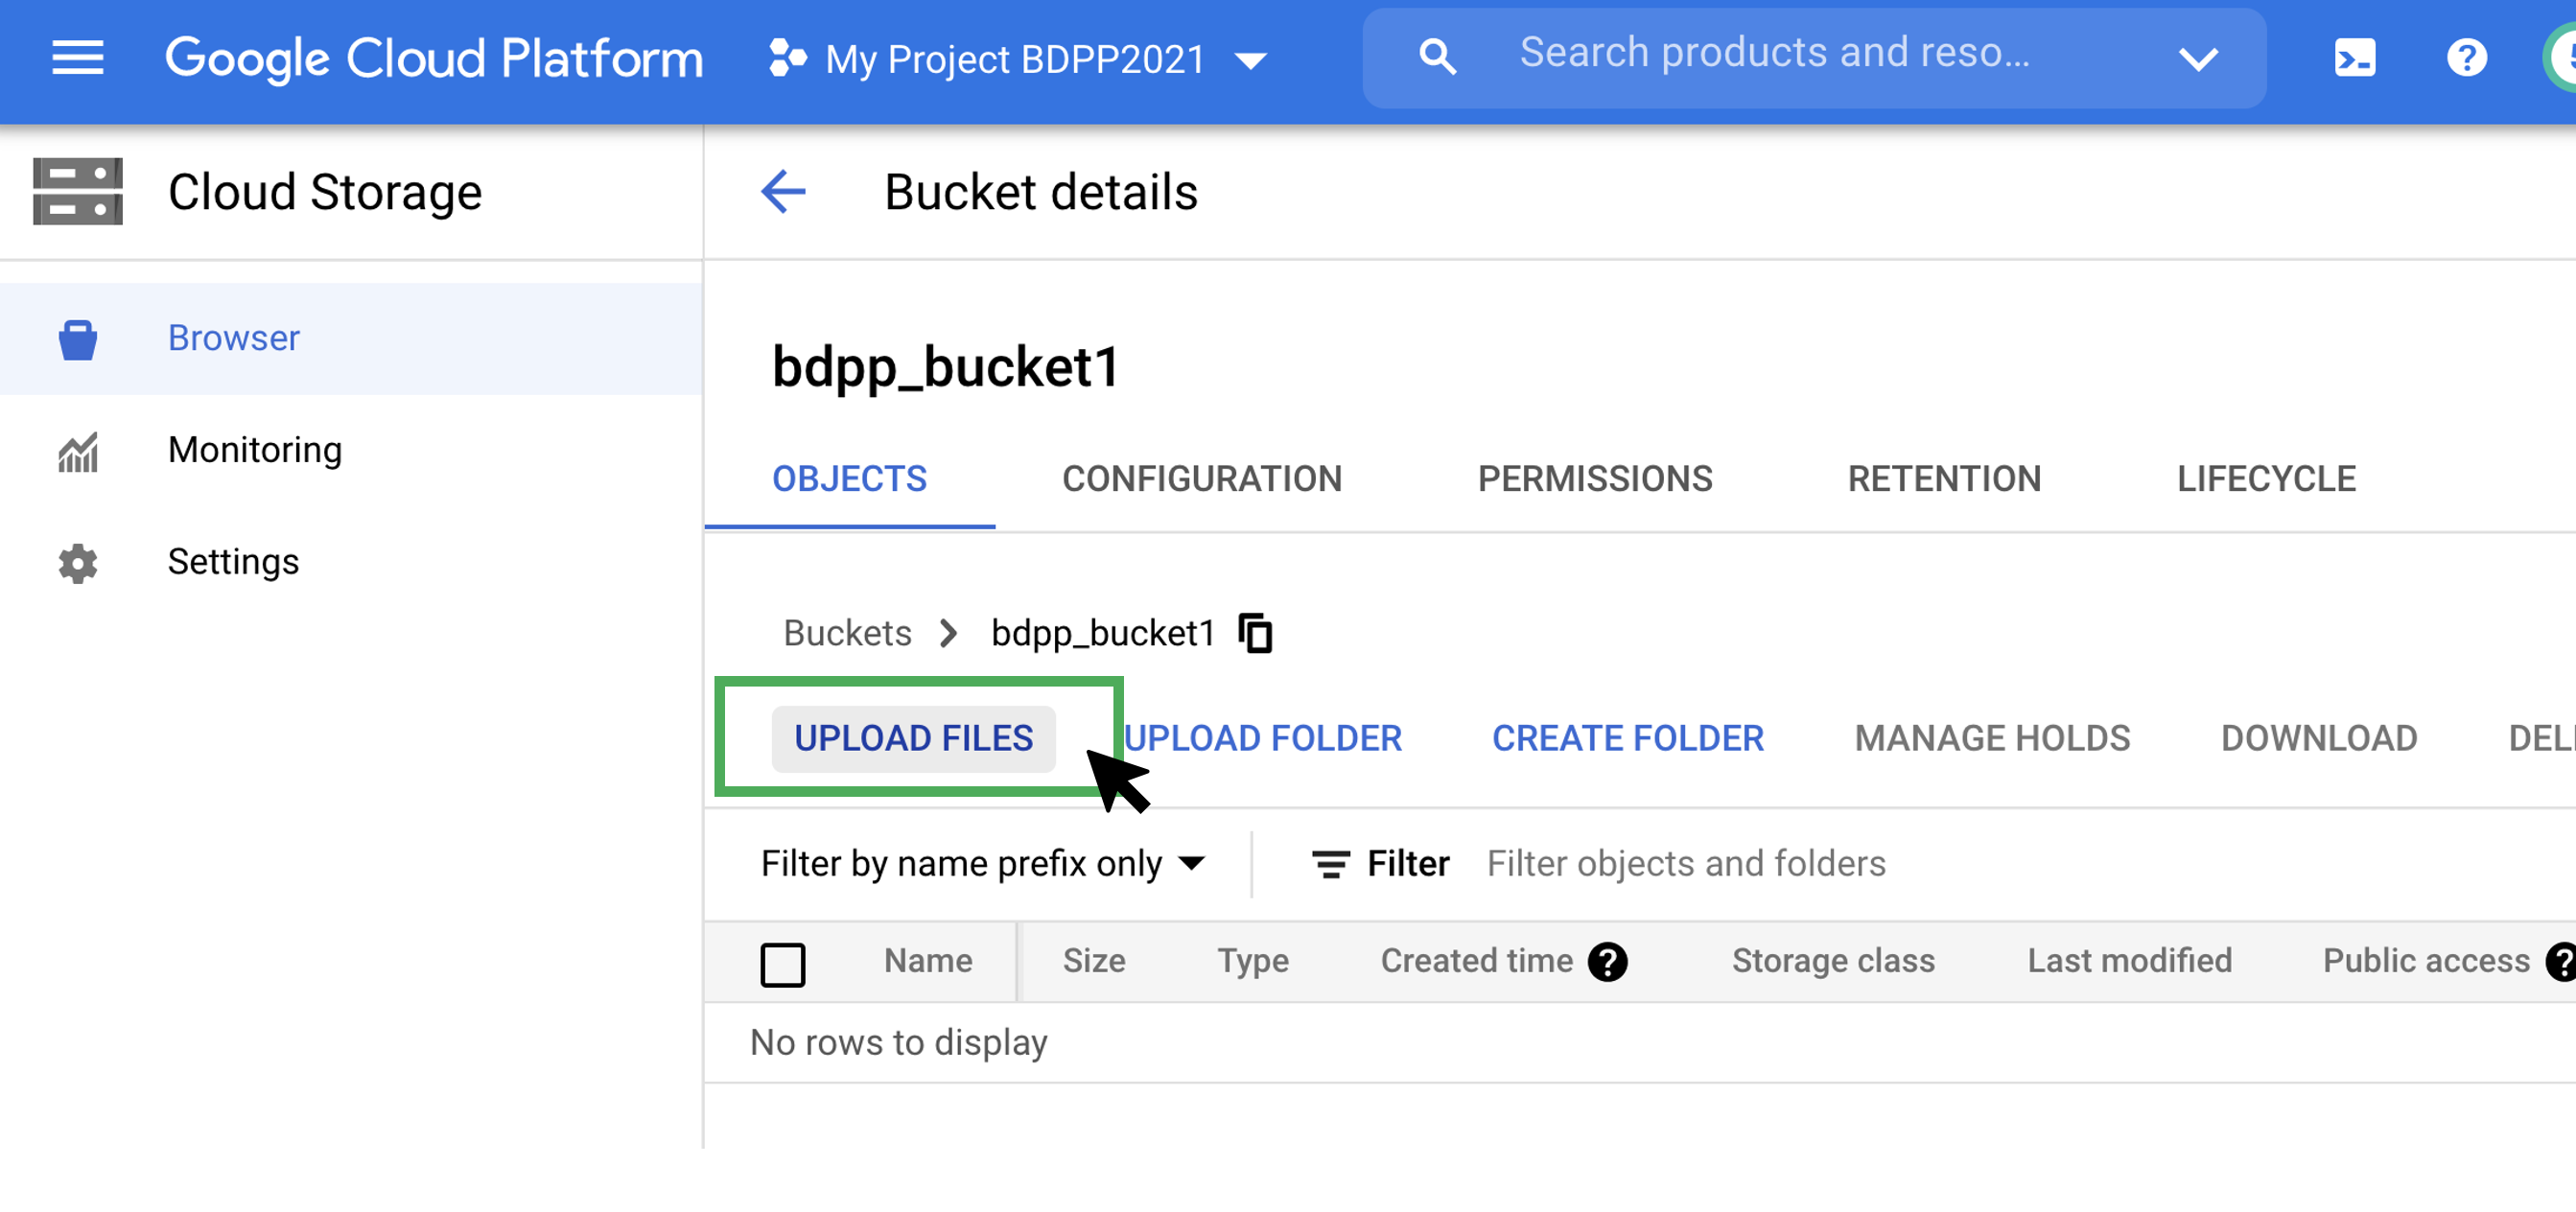 Google Cloud Platform My Project BDPP2021 Search products and reso...
Cloud Storage
Bucket details
Browser
Monitoring
Settings
bdpp_bucket1
OBJECTS CONFIGURATION PERMISSIONS RETENTION LIFECYCLE
Buckets > bdpp_bucket1
UPLOAD FILES UPLOAD FOLDER CREATE FOLDER MANAGE HOLDS DOWNLOAD
Filter by name prefix only Filter Filter objects and folders
Name Size Type Created time Storage class Last modified Public access
No rows to display